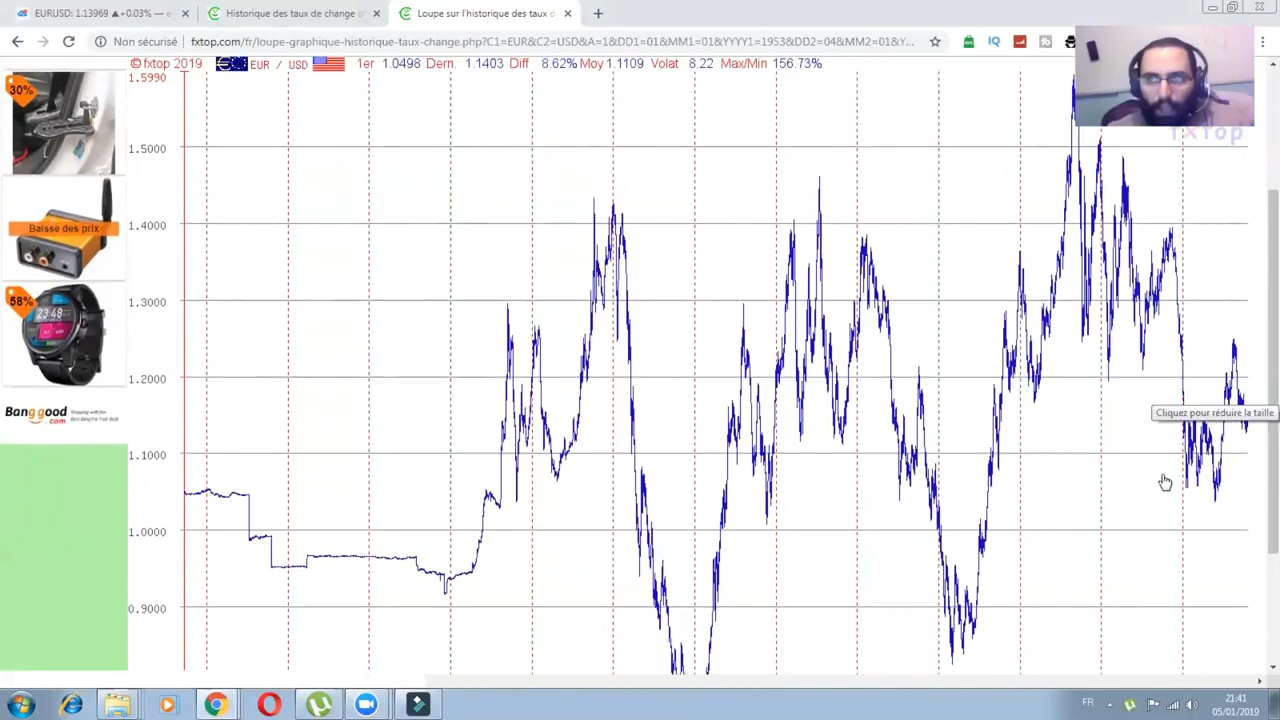 EURUSD: 1.13969 ▲+0.03% — e
Historique des taux de change o
Loupe sur l'historique des taux d
Non sécurisé
fxtop.com/fr/loupe-graphique-historique-taux-change.php?C1=EUR&C2=USD&A=1&DD1=01&MM1=01&YYYY1=1953&DD2=04&MM2=01&Y...
©fxtop 2019 EUR / USD 1er 1.0498 Dern. 1.1403 Diff 8.62% Moy 1.1109 Volat 8.22 Max/Min 156.73%
1.5990
30%
fxtop
1.5000
1.4000
Baisse des prix
1.3000
58%
23:48
1.2000
Cliquez pour réduire la taille
Banggood.com
1.1000
1.0000
0.9000
FR
21:41
05/01/2019